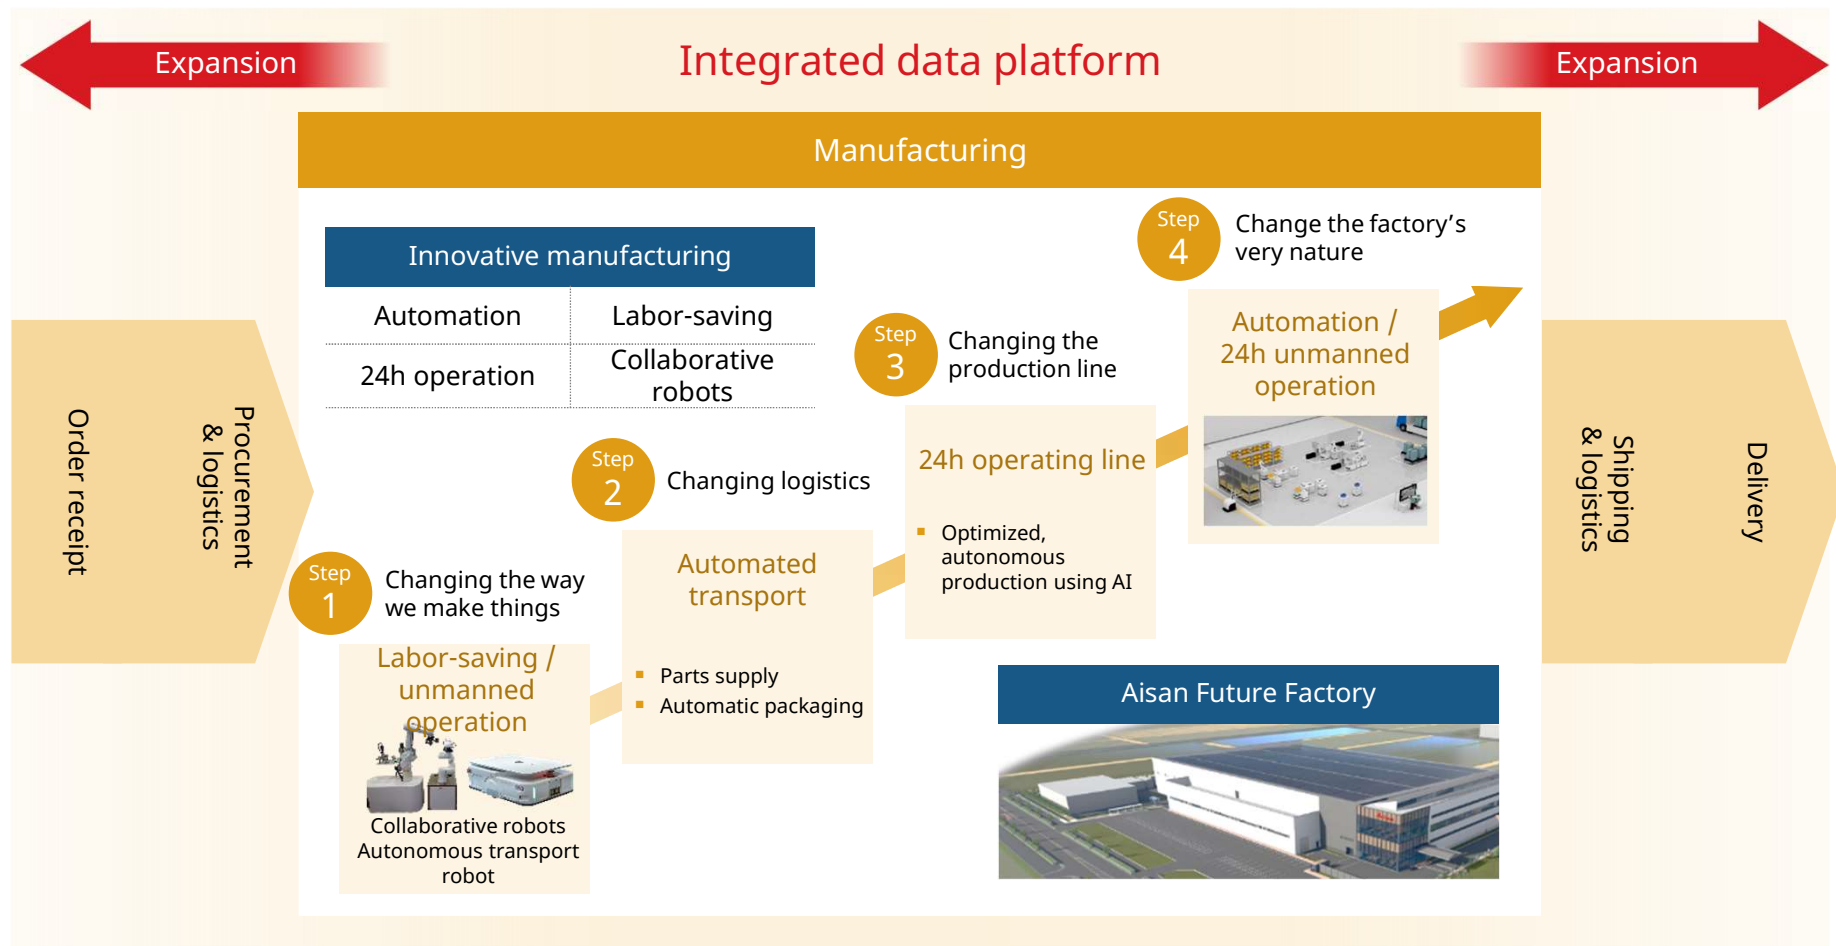 Expansion
Integrated data platform
Expansion
Manufacturing
Innovative manufacturing
Automation
Labor-saving
24h operation
Collaborative
robots
Order receipt
Procurement
& logistics
Step
1
Changing the way
we make things
Labor-saving /
unmanned
operation
Collaborative robots
Autonomous transport
robot
Step
2
Changing logistics
Automated
transport
▪ Parts supply
▪ Automatic packaging
Step
3
Changing the
production line
24h operating line
▪ Optimized,
autonomous
production using AI
Step
4
Change the factory’s
very nature
Automation /
24h unmanned
operation
Aisan Future Factory
Shipping
& logistics
Delivery